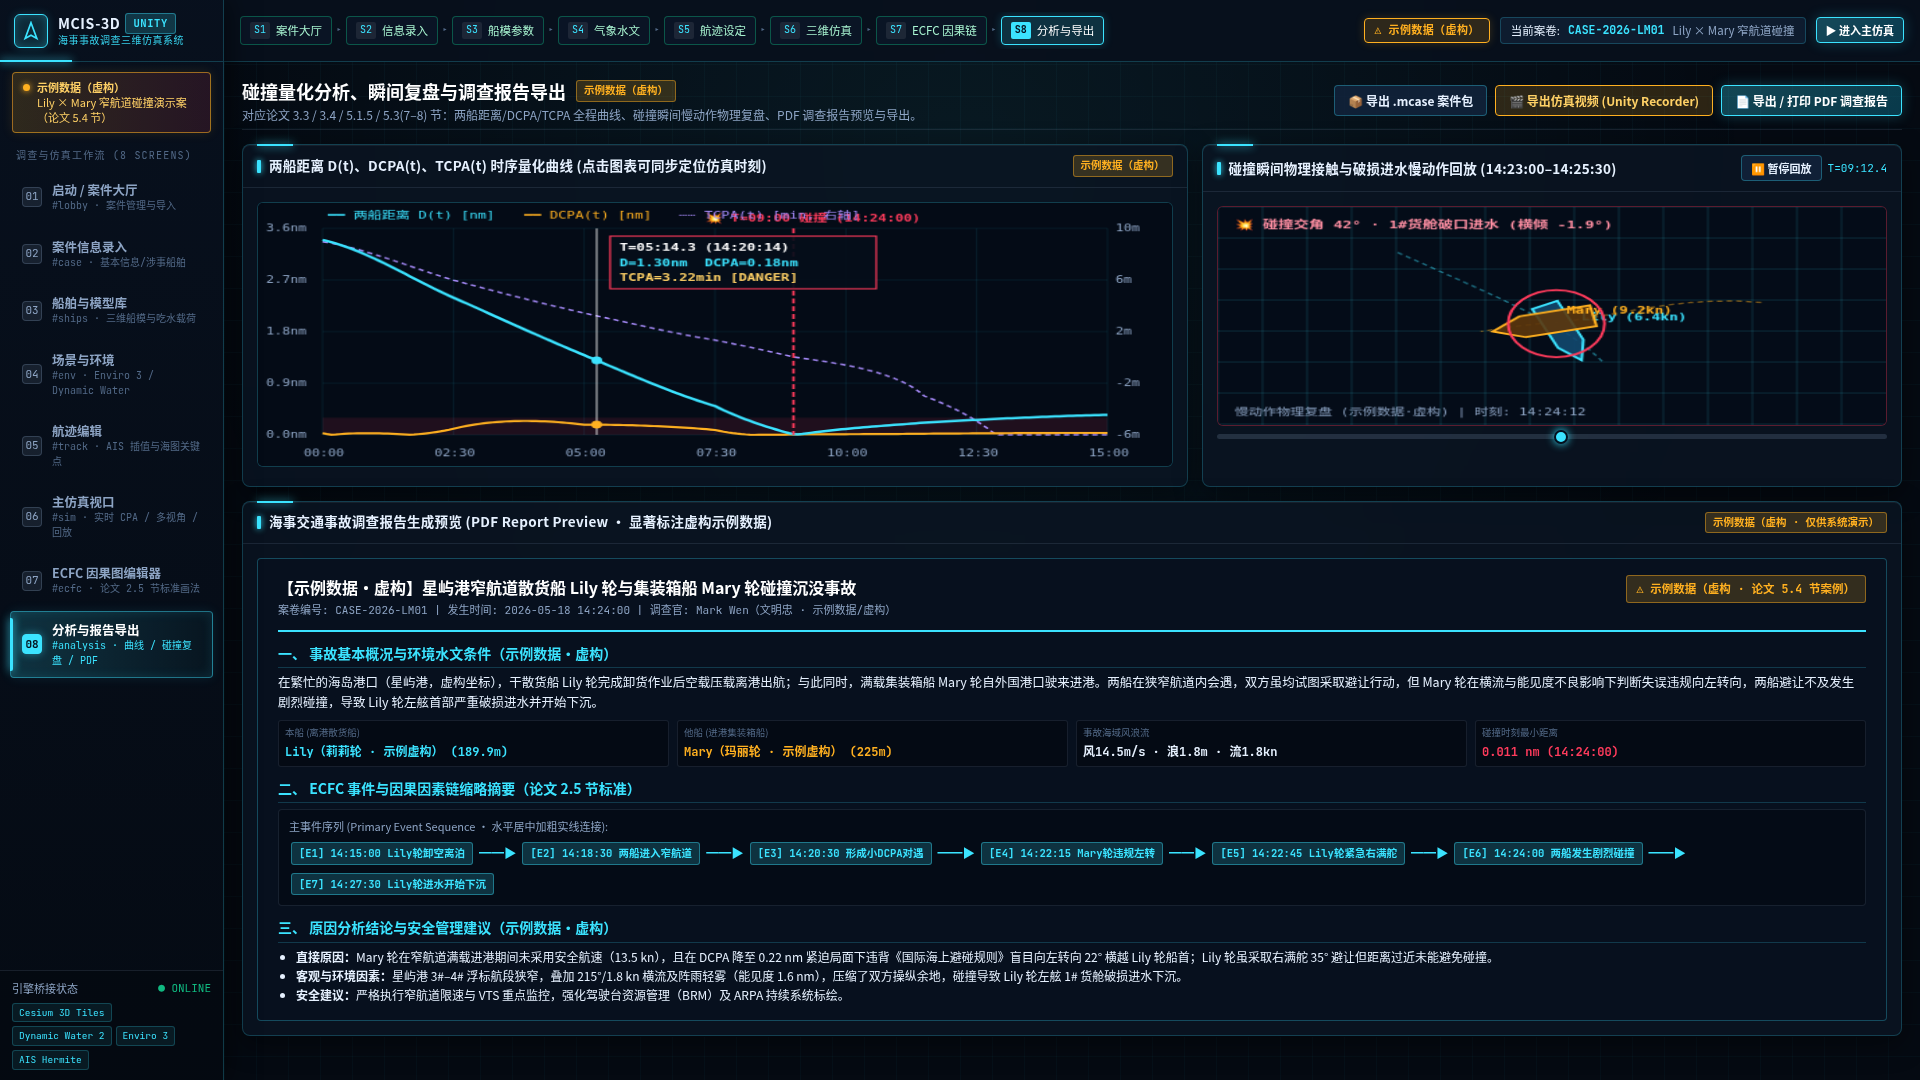 MCIS-3D UNITY
海事事故调查三维仿真系统
S1 案件大厅
S2 信息录入
S3 船模参数
S4 气象水文
S5 航迹设定
S6 三维仿真
S7 ECFC 因果链
S8 分析与导出
⚠ 示例数据（虚构）
当前案卷: CASE-2026-LM01 Lily × Mary 窄航道碰撞
▶ 进入主仿真
示例数据（虚构）
Lily × Mary 窄航道碰撞演示案
（论文 5.4 节）
调查与仿真工作流 (8 SCREENS)
01 启动 / 案件大厅
#lobby · 案件管理与导入
02 案件信息录入
#case · 基本信息/涉事船舶
03 船舶与模型库
#ships · 三维船模与吃水载荷
04 场景与环境
#env · Enviro 3 /
Dynamic Water
05 航迹编辑
#track · AIS 插值与海图关键
点
06 主仿真视口
#sim · 实时 CPA / 多视角 /
回放
07 ECFC 因果图编辑器
#ecfc · 论文 2.5 节标准画法
08 分析与报告导出
#analysis · 曲线 / 碰撞复
盘 / PDF
引擎桥接状态 ONLINE
Cesium 3D Tiles
Dynamic Water 2 Enviro 3
AIS Hermite
碰撞量化分析、瞬间复盘与调查报告导出 示例数据（虚构）
对应论文 3.3 / 3.4 / 5.1.5 / 5.3(7–8) 节：两船距离/DCPA/TCPA 全程曲线、碰撞瞬间慢动作物理复盘、PDF 调查报告预览与导出。
📦 导出 .mcase 案件包
🎬 导出仿真视频 (Unity Recorder)
📄 导出 / 打印 PDF 调查报告
两船距离 D(t)、DCPA(t)、TCPA(t) 时序量化曲线 (点击图表可同步定位仿真时刻) 示例数据（虚构）
两船距离 D(t) [nm] DCPA(t) [nm] TCPA(t) [min, 右轴]
💥 T=09:00 碰撞 (14:24:00)
3.6nm
2.7nm
1.8nm
0.9nm
0.0nm
10m
6m
2m
-2m
-6m
T=05:14.3 (14:20:14)
D=1.30nm DCPA=0.18nm
TCPA=3.22min [DANGER]
00:00 02:30 05:00 07:30 10:00 12:30 15:00
碰撞瞬间物理接触与破损进水慢动作回放 (14:23:00–14:25:30) ⏸ 暂停回放 T=09:12.4
💥 碰撞交角 42° · 1#货舱破口进水 (横倾 -1.9°)
Mary (9.2kn)
Lily (6.4kn)
慢动作物理复盘 (示例数据·虚构) | 时刻: 14:24:12
海事交通事故调查报告生成预览 (PDF Report Preview · 显著标注虚构示例数据) 示例数据（虚构 · 仅供系统演示）
【示例数据·虚构】星屿港窄航道散货船 Lily 轮与集装箱船 Mary 轮碰撞沉没事故 ⚠ 示例数据（虚构 · 论文 5.4 节案例）
案卷编号: CASE-2026-LM01 | 发生时间: 2026-05-18 14:24:00 | 调查官: Mark Wen（文明忠 · 示例数据/虚构）
一、 事故基本概况与环境水文条件（示例数据·虚构）
在繁忙的海岛港口（星屿港，虚构坐标），干散货船 Lily 轮完成卸货作业后空载压载离港出航；与此同时，满载集装箱船 Mary 轮自外国港口驶来进港。两船在狭窄航道内会遇，双方虽均试图采取避让行动，但 Mary 轮在横流与能见度不良影响下判断失误违规向左转向，两船避让不及发生
剧烈碰撞，导致 Lily 轮左舷首部严重破损进水并开始下沉。
本船 (离港散货船)
Lily（莉莉轮 · 示例虚构） (189.9m)
他船 (进港集装箱船)
Mary（玛丽轮 · 示例虚构） (225m)
事故海域风浪流
风14.5m/s · 浪1.8m · 流1.8kn
碰撞时刻最小距离
0.011 nm (14:24:00)
二、 ECFC 事件与因果因素链缩略摘要（论文 2.5 节标准）
主事件序列 (Primary Event Sequence · 水平居中加粗实线连接):
[E1] 14:15:00 Lily轮卸空离泊 ——▶ [E2] 14:18:30 两船进入窄航道 ——▶ [E3] 14:20:30 形成小DCPA对遇 ——▶ [E4] 14:22:15 Mary轮违规左转 ——▶ [E5] 14:22:45 Lily轮紧急右满舵 ——▶ [E6] 14:24:00 两船发生剧烈碰撞 ——▶
[E7] 14:27:30 Lily轮进水开始下沉
三、 原因分析结论与安全管理建议（示例数据·虚构）
• 直接原因：Mary 轮在窄航道满载进港期间未采用安全航速（13.5 kn），且在 DCPA 降至 0.22 nm 紧迫局面下违背《国际海上避碰规则》盲目向左转向 22° 横越 Lily 轮船首；Lily 轮虽采取右满舵 35° 避让但距离过近未能避免碰撞。
• 客观与环境因素：星屿港 3#–4# 浮标航段狭窄，叠加 215°/1.8 kn 横流及阵雨轻雾（能见度 1.6 nm），压缩了双方操纵余地，碰撞导致 Lily 轮左舷 1# 货舱破损进水下沉。
• 安全建议：严格执行窄航道限速与 VTS 重点监控，强化驾驶台资源管理（BRM）及 ARPA 持续系统标绘。